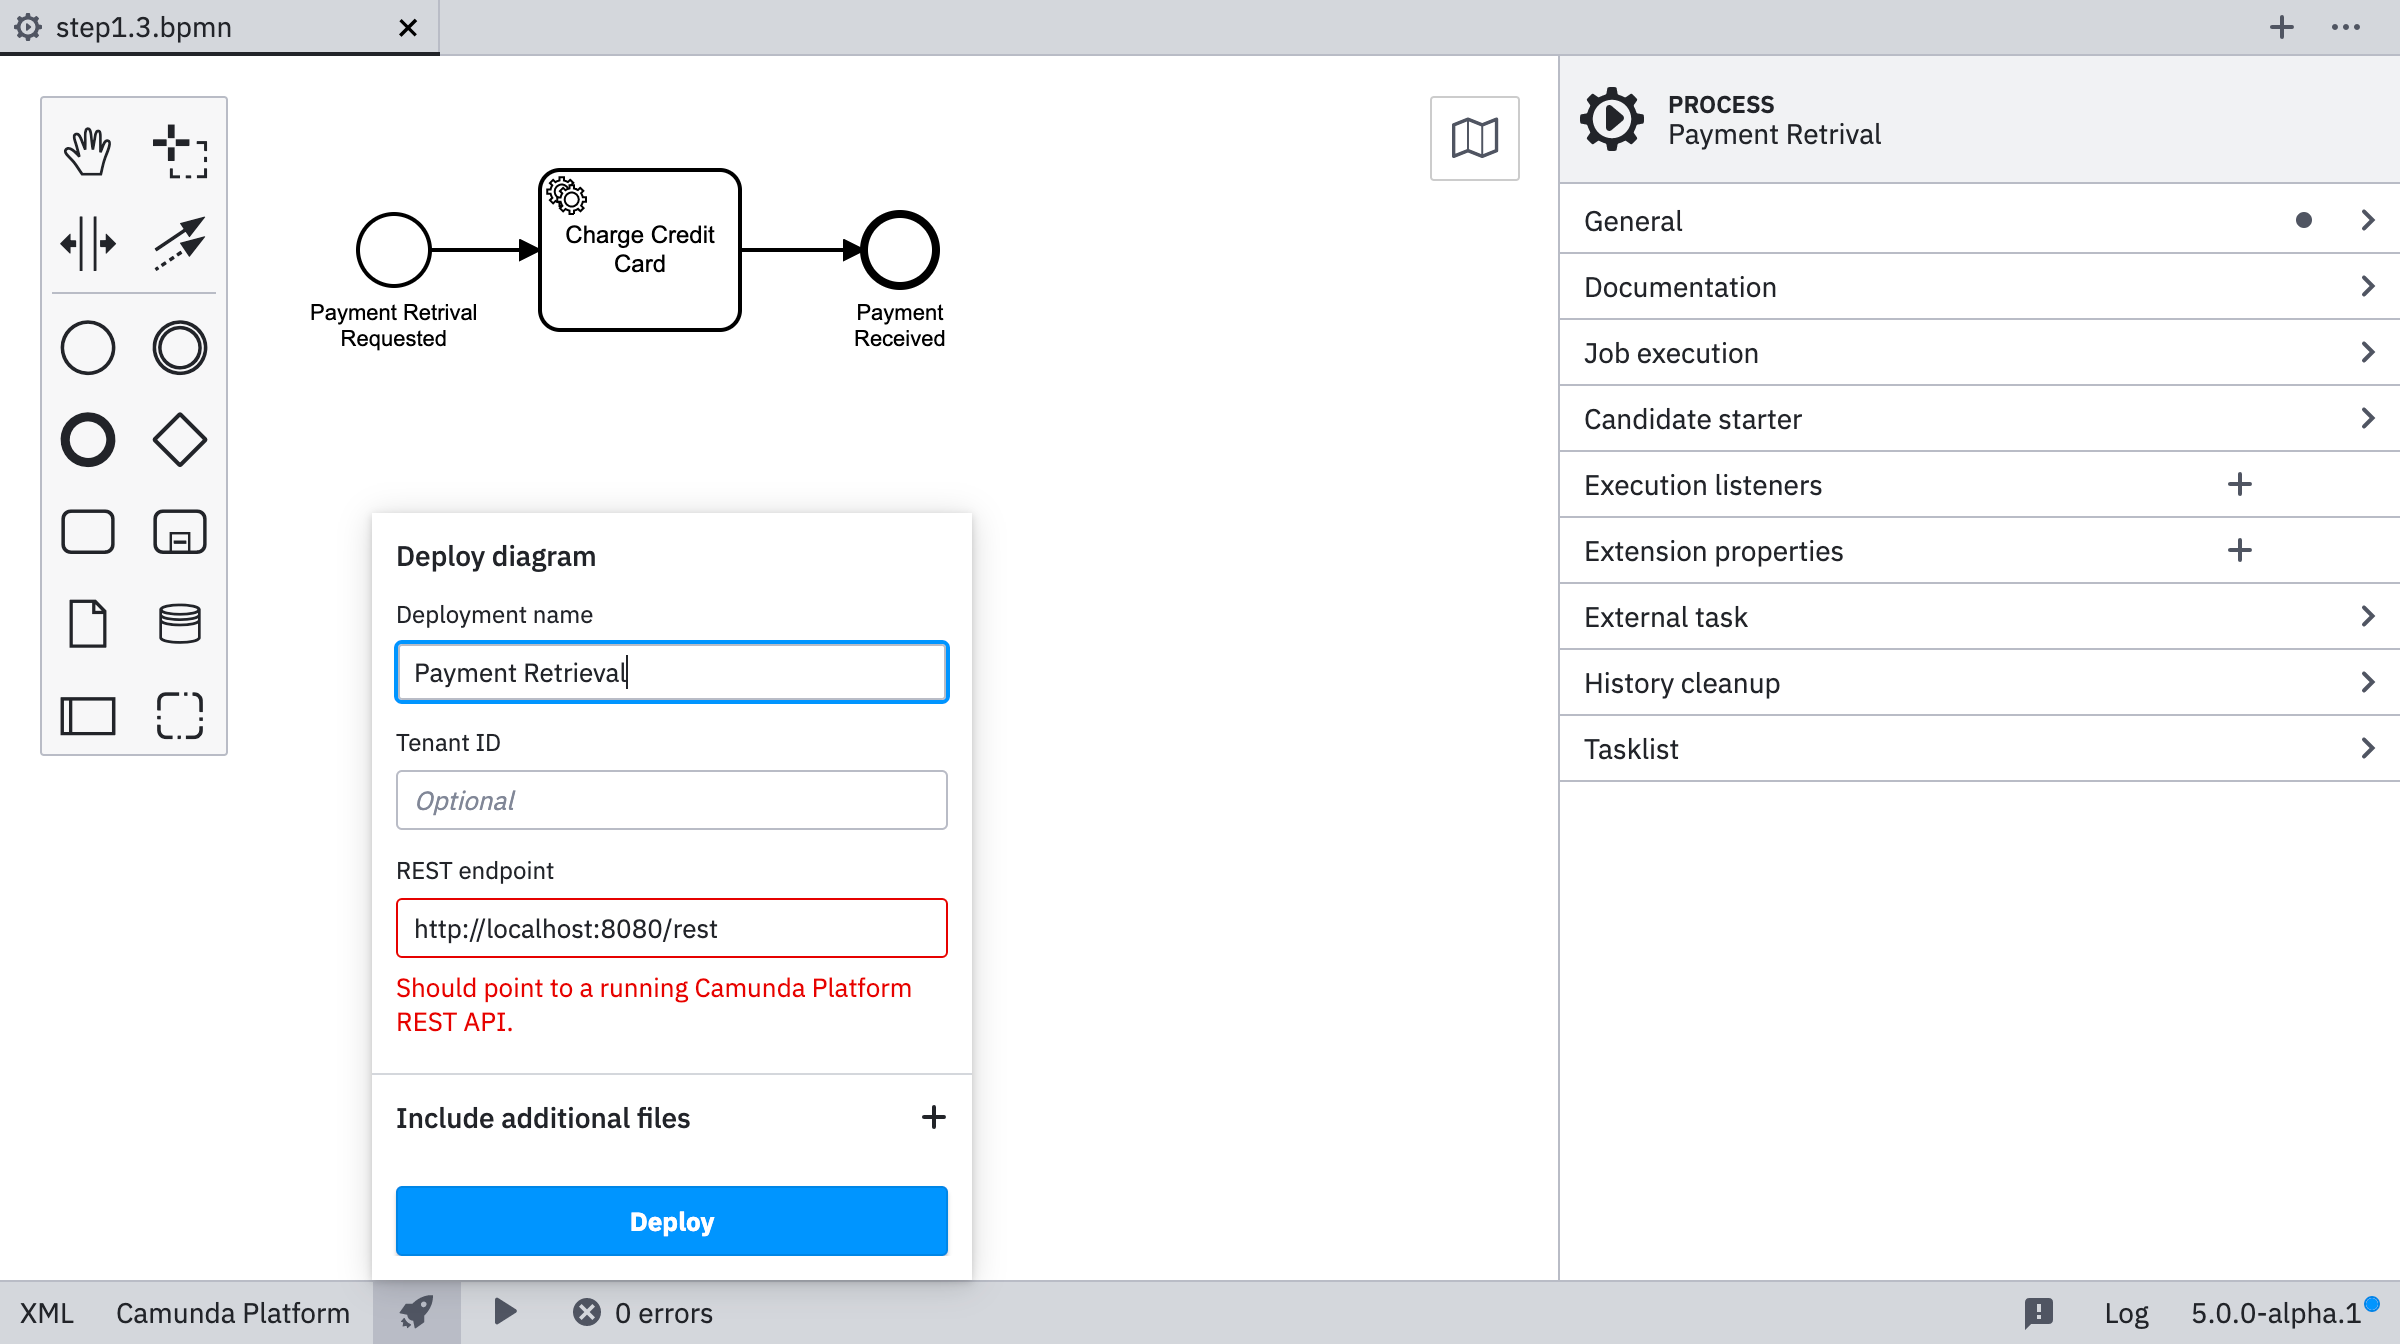 step1.3.bpmn
Charge Credit
Card
Payment Retrival
Requested
Payment
Received
Deploy diagram
Deployment name
Payment Retrieval
Tenant ID
Optional
REST endpoint
http://localhost:8080/rest
Should point to a running Camunda Platform
REST API.
Include additional files
Deploy
PROCESS
Payment Retrival
General
Documentation
Job execution
Candidate starter
Execution listeners
Extension properties
External task
History cleanup
Tasklist
XML Camunda Platform 0 errors Log 5.0.0-alpha.1